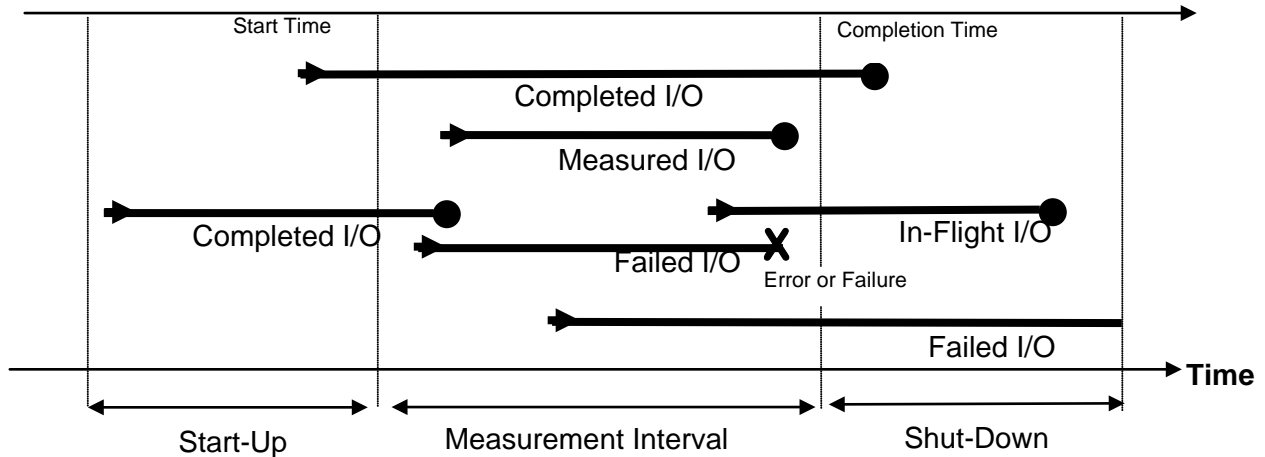 Start Time
Completion Time
Completed I/O
Measured I/O
Completed I/O
In-Flight I/O
Failed I/O
Error or Failure
Failed I/O
Time
Start-Up
Measurement Interval
Shut-Down